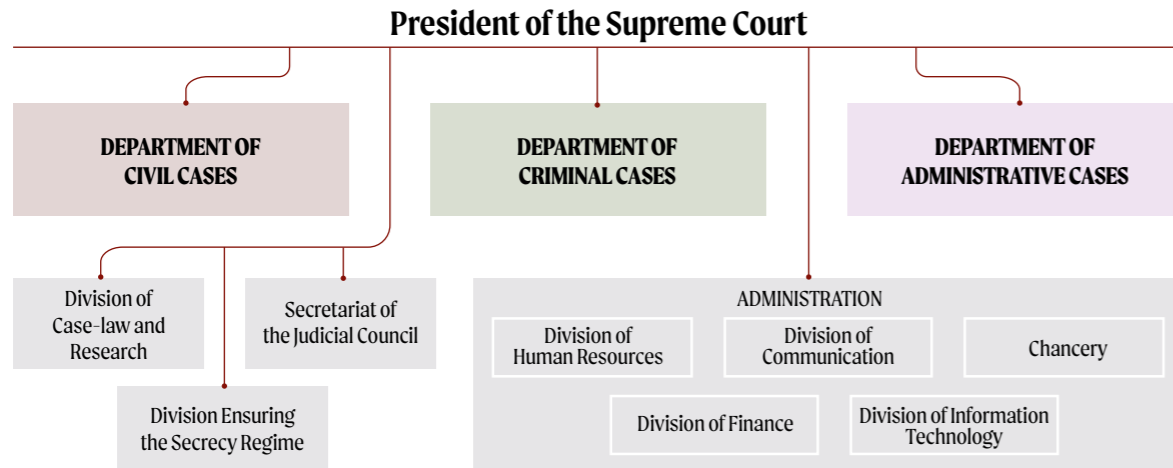 President of the Supreme Court
DEPARTMENT OF
CIVIL CASES
DEPARTMENT OF
CRIMINAL CASES
DEPARTMENT OF
ADMINISTRATIVE CASES
Division of
Case-law and
Research
Secretariat of
the Judicial Council
Division Ensuring
the Secrecy Regime
ADMINISTRATION
Division of
Human Resources
Division of
Communication
Chancery
Division of Finance
Division of Information
Technology